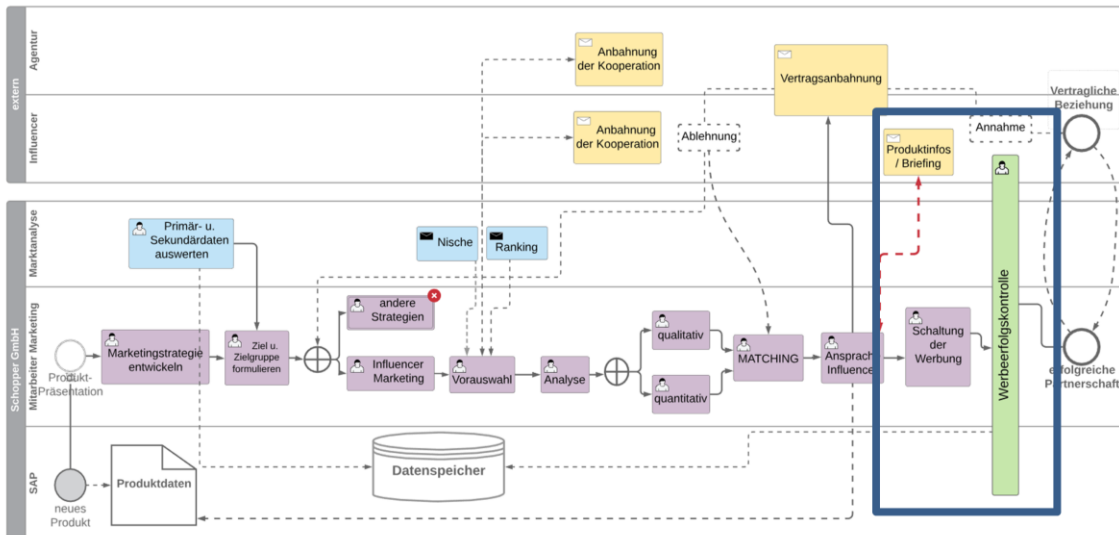 extern
Agentur
Influencer
Anbahnung
der Kooperation
Anbahnung
der Kooperation
Vertragsanbahnung
Ablehnung
Annahme
Vertragliche
Beziehung
Produktinfos
/ Briefing
Schopper GmbH
Marktanalyse
Mitarbeiter Marketing
SAP
Primär- u.
Sekundärdaten
auswerten
Nische
Ranking
Produkt-
Präsentation
Marketingstrategie
entwickeln
Ziel u.
Zielgruppe
formulieren
andere
Strategien
Influencer
Marketing
Vorauswahl
Analyse
qualitativ
quantitativ
MATCHING
Ansprach
Influence
Schaltung
der
Werbung
Werbeerfolgskontrolle
erfolgreiche
Partnerschaft
neues
Produkt
Produktdaten
Datenspeicher